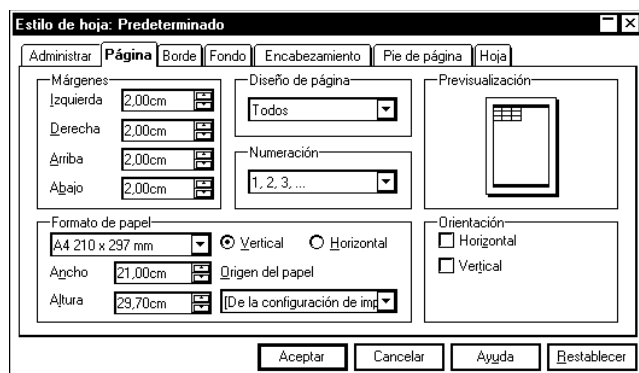 Estilo de hoja: Predeterminado
Administrar Página Borde Fondo Encabezamiento Pie de página Hoja
Márgenes
Izquierda 2,00cm
Derecha 2,00cm
Arriba 2,00cm
Abajo 2,00cm
Diseño de página
Todos
Numeración
1, 2, 3, ...
Previsualización
Formato de papel
A4 210 x 297 mm Vertical Horizontal
Ancho 21,00cm Origen del papel
Altura 29,70cm [De la configuración de imp
Orientación
Horizontal
Vertical
Aceptar Cancelar Ayuda Restablecer